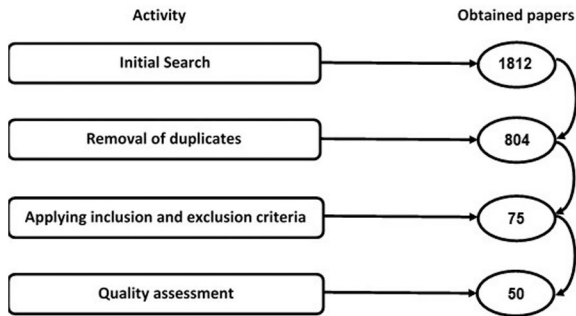 Activity
Obtained papers
Initial Search
1812
Removal of duplicates
804
Applying inclusion and exclusion criteria
75
Quality assessment
50